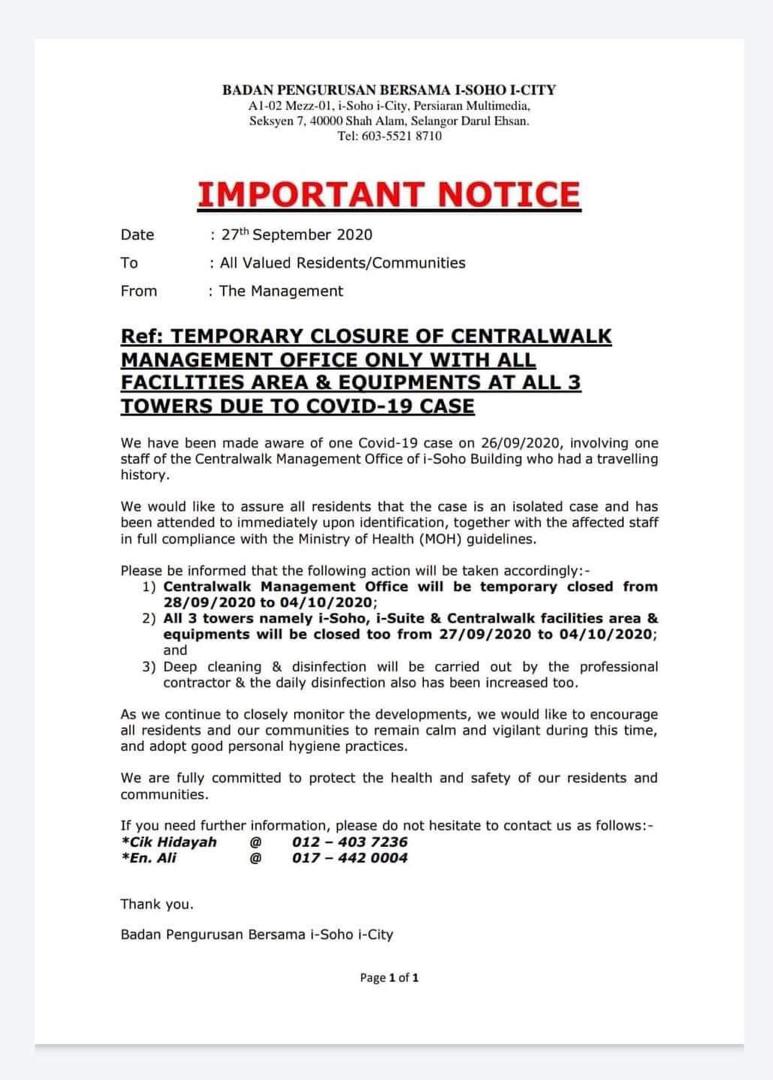 BADAN PENGURUSAN BERSAMA I-SOHO I-CITY
A1-02 Mezz-01, i-Soho i-City, Persiaran Multimedia,
Seksyen 7, 40000 Shah Alam, Selangor Darul Ehsan.
Tel: 603-5521 8710
IMPORTANT NOTICE
Date : 27th September 2020
To : All Valued Residents/Communities
From : The Management
Ref: TEMPORARY CLOSURE OF CENTRALWALK
MANAGEMENT OFFICE ONLY WITH ALL
FACILITIES AREA & EQUIPMENTS AT ALL 3
TOWERS DUE TO COVID-19 CASE
We have been made aware of one Covid-19 case on 26/09/2020, involving one
staff of the Centralwalk Management Office of i-Soho Building who had a travelling
history.
We would like to assure all residents that the case is an isolated case and has
been attended to immediately upon identification, together with the affected staff
in full compliance with the Ministry of Health (MOH) guidelines.
Please be informed that the following action will be taken accordingly:-
1) Centralwalk Management Office will be temporary closed from
28/09/2020 to 04/10/2020;
2) All 3 towers namely i-Soho, i-Suite & Centralwalk facilities area &
equipments will be closed too from 27/09/2020 to 04/10/2020;
and
3) Deep cleaning & disinfection will be carried out by the professional
contractor & the daily disinfection also has been increased too.
As we continue to closely monitor the developments, we would like to encourage
all residents and our communities to remain calm and vigilant during this time,
and adopt good personal hygiene practices.
We are fully committed to protect the health and safety of our residents and
communities.
If you need further information, please do not hesitate to contact us as follows:-
*Cik Hidayah @ 012 – 403 7236
*En. Ali @ 017 – 442 0004
Thank you.
Badan Pengurusan Bersama i-Soho i-City
Page 1 of 1